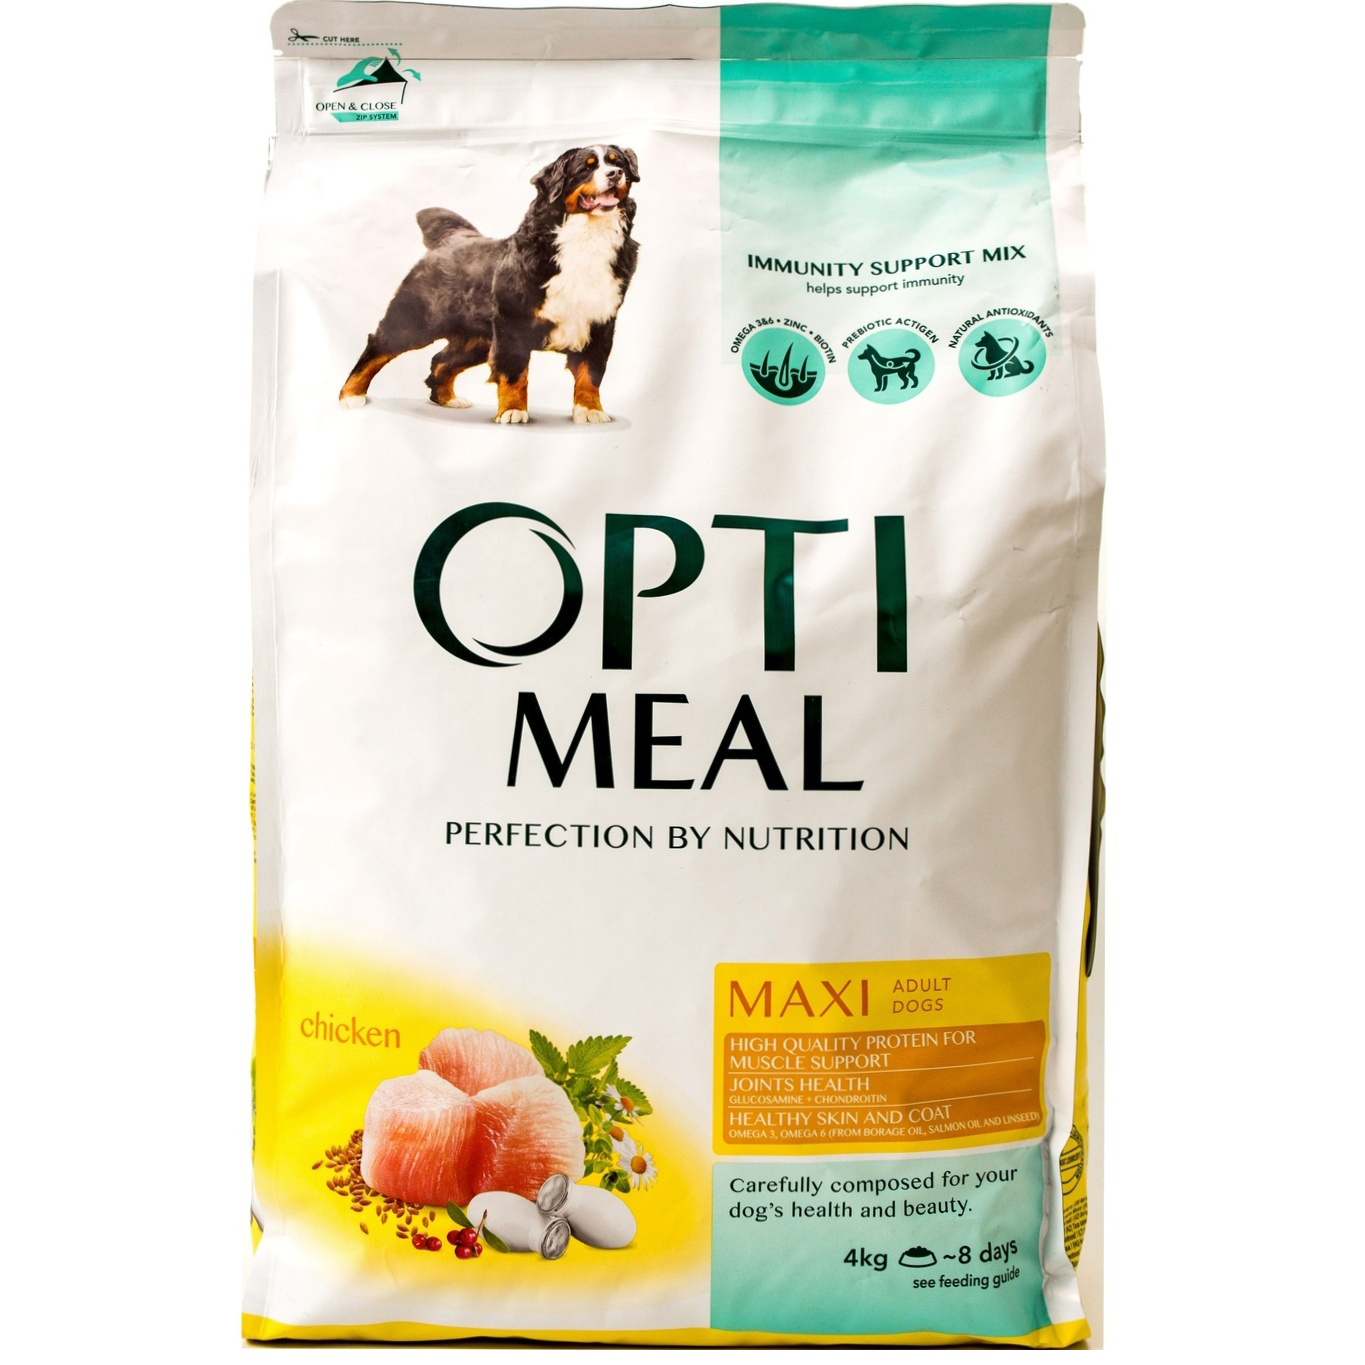 CUT HERE
OPEN & CLOSE
ZIP SYSTEM
IMMUNITY SUPPORT MIX
helps support immunity
OMEGA 3&6 • ZINC • BIOTIN
PREBIOTIC ACTIGEN
NATURAL ANTIOXIDANTS
OPTI
MEAL
PERFECTION BY NUTRITION
chicken
MAXI ADULT
DOGS
HIGH QUALITY PROTEIN FOR
MUSCLE SUPPORT
JOINTS HEALTH
GLUCOSAMINE + CHONDROITIN
HEALTHY SKIN AND COAT
OMEGA 3, OMEGA 6 (FROM BORAGE OIL, SALMON OIL AND LINSEED)
Carefully composed for your
dog's health and beauty.
4kg ~8 days
see feeding guide